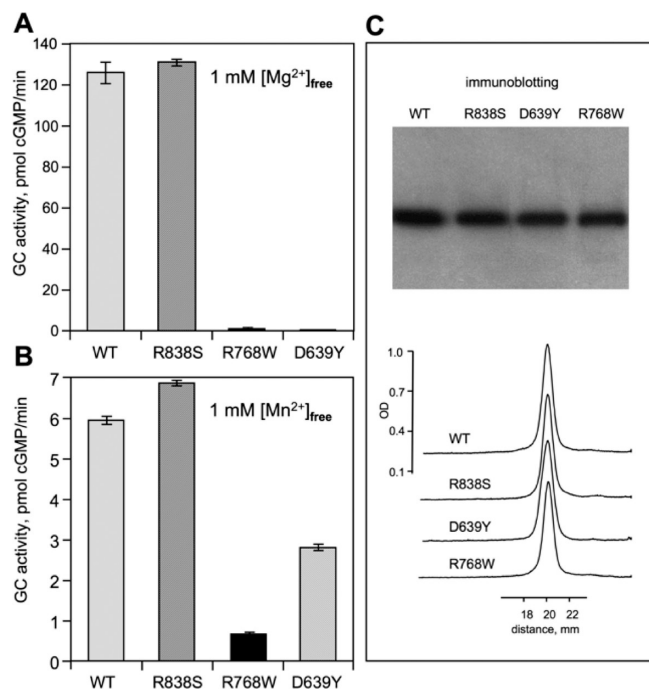 A
GC activity, pmol cGMP/min
140
120
100
80
60
40
20
0
1 mM [Mg²⁺]free
WT R838S R768W D639Y
B
GC activity, pmol cGMP/min
7
6
5
4
3
2
1
0
1 mM [Mn²⁺]free
WT R838S R768W D639Y
C
immunoblotting
WT R838S D639Y R768W
OD
1.0
0.7
0.4
0.1
WT
R838S
D639Y
R768W
18 20 22
distance, mm